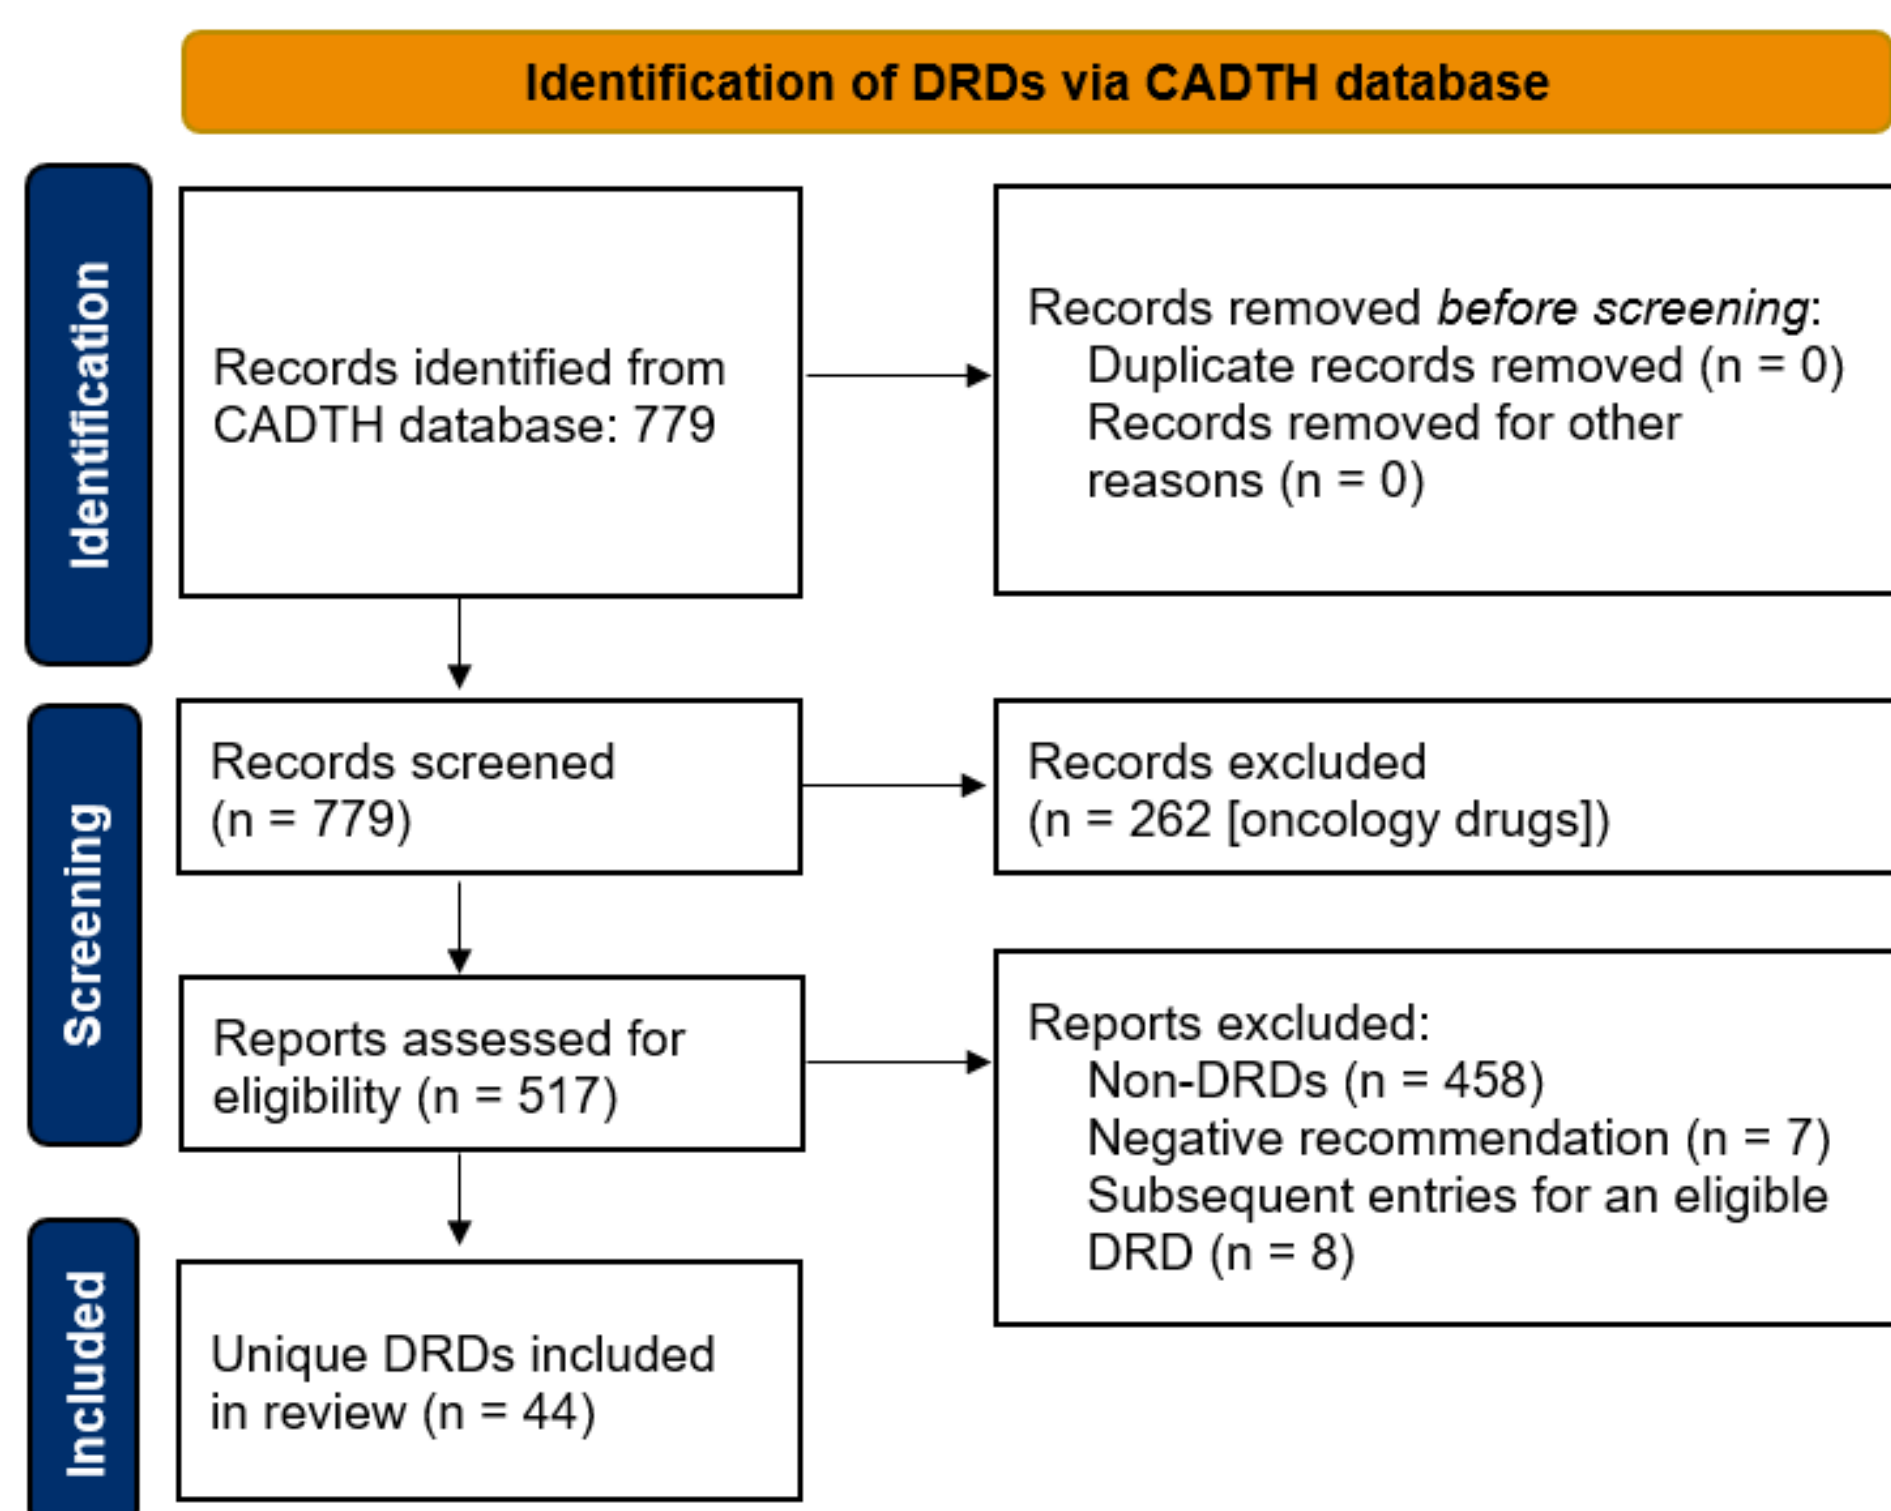 Identification of DRDs via CADTH database
Identification
Records identified from
CADTH database: 779
Records removed before screening:
Duplicate records removed (n = 0)
Records removed for other
reasons (n = 0)
Screening
Records screened
(n = 779)
Records excluded
(n = 262 [oncology drugs])
Reports assessed for
eligibility (n = 517)
Reports excluded:
Non-DRDs (n = 458)
Negative recommendation (n = 7)
Subsequent entries for an eligible
DRD (n = 8)
Included
Unique DRDs included
in review (n = 44)